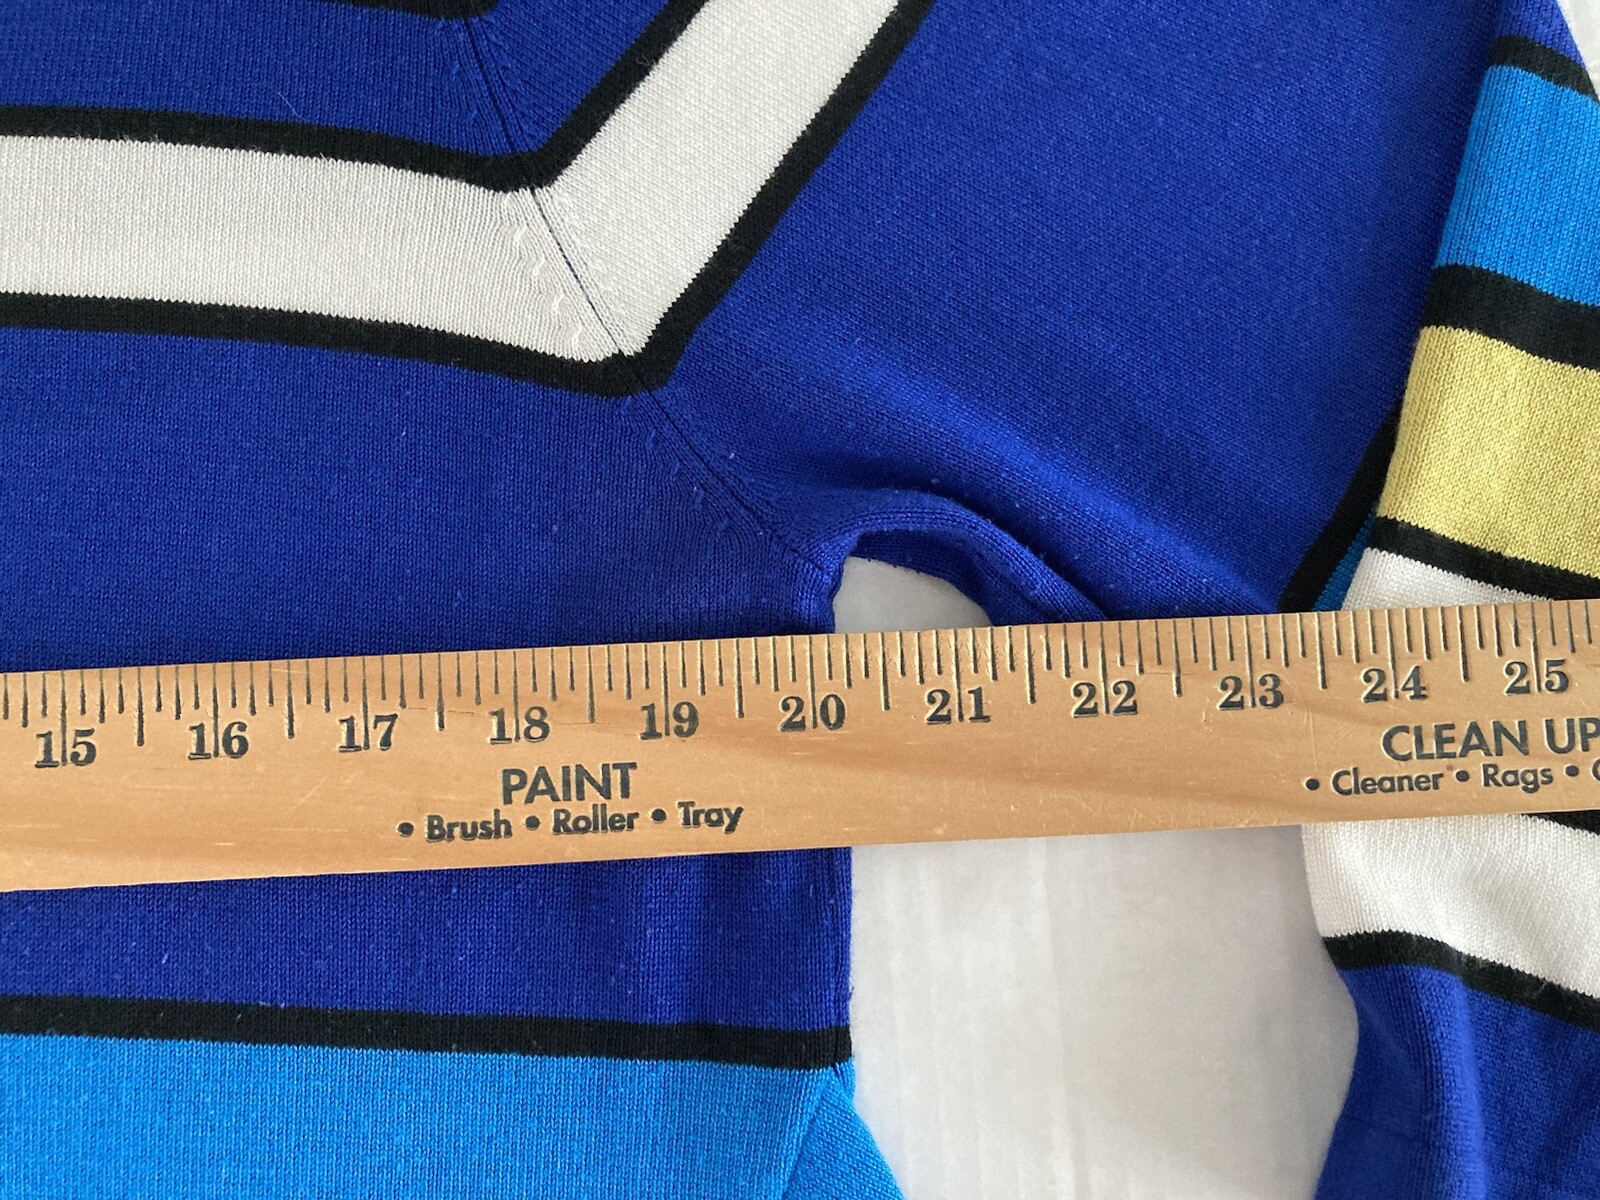 15 16 17 18 19 20 21 22 23 24 25
PAINT
• Brush • Roller • Tray
CLEAN UP
• Cleaner • Rags •